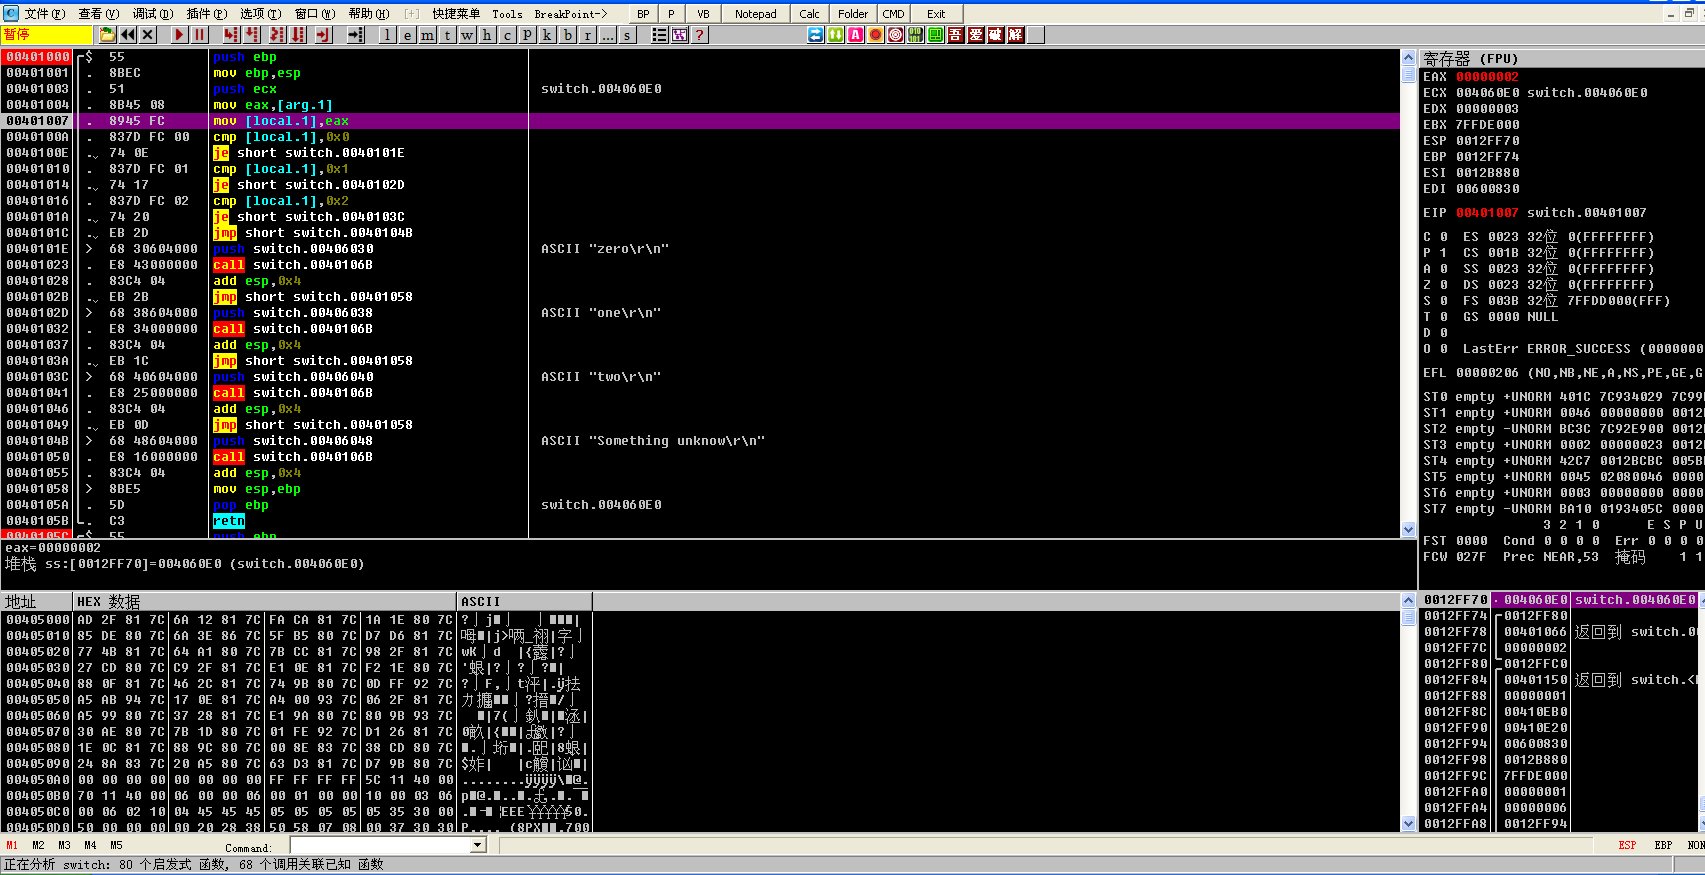 文件(F) 查看(V) 调试(D) 插件(P) 选项(T) 窗口(W) 帮助(H) [+] 快捷菜单 Tools BreakPoint-> BP P VB Notepad Calc Folder CMD Exit
暂停 l e m t w h c p k b r ... s ? 吾 爱 破 解
00401000 $ 55 push ebp
00401001 . 8BEC mov ebp,esp
00401003 . 51 push ecx switch.004060E0
00401004 . 8B45 08 mov eax,[arg.1]
00401007 . 8945 FC mov [local.1],eax
0040100A . 837D FC 00 cmp [local.1],0x0
0040100E . 74 0E je short switch.0040101E
00401010 . 837D FC 01 cmp [local.1],0x1
00401014 . 74 17 je short switch.0040102D
00401016 . 837D FC 02 cmp [local.1],0x2
0040101A . 74 20 je short switch.0040103C
0040101C . EB 2D jmp short switch.0040104B
0040101E > 68 30604000 push switch.00406030 ASCII "zero\r\n"
00401023 . E8 43000000 call switch.0040106B
00401028 . 83C4 04 add esp,0x4
0040102B . EB 2B jmp short switch.00401058
0040102D > 68 38604000 push switch.00406038 ASCII "one\r\n"
00401032 . E8 34000000 call switch.0040106B
00401037 . 83C4 04 add esp,0x4
0040103A . EB 1C jmp short switch.00401058
0040103C > 68 40604000 push switch.00406040 ASCII "two\r\n"
00401041 . E8 25000000 call switch.0040106B
00401046 . 83C4 04 add esp,0x4
00401049 . EB 0D jmp short switch.00401058
0040104B > 68 48604000 push switch.00406048 ASCII "Something unknow\r\n"
00401050 . E8 16000000 call switch.0040106B
00401055 . 83C4 04 add esp,0x4
00401058 > 8BE5 mov esp,ebp
0040105A . 5D pop ebp switch.004060E0
0040105B . C3 retn
0040105C $ 55 push ebp
eax=00000002
堆栈 ss:[0012FF70]=004060E0 (switch.004060E0)
寄存器 (FPU)
EAX 00000002
ECX 004060E0 switch.004060E0
EDX 00000003
EBX 7FFDE000
ESP 0012FF70
EBP 0012FF74
ESI 0012B880
EDI 00600830
EIP 00401007 switch.00401007
C 0 ES 0023 32位 0(FFFFFFFF)
P 1 CS 001B 32位 0(FFFFFFFF)
A 0 SS 0023 32位 0(FFFFFFFF)
Z 0 DS 0023 32位 0(FFFFFFFF)
S 0 FS 003B 32位 7FFDD000(FFF)
T 0 GS 0000 NULL
D 0
O 0 LastErr ERROR_SUCCESS (0000000
EFL 00000206 (NO,NB,NE,A,NS,PE,GE,G
ST0 empty +UNORM 401C 7C934029 7C99
ST1 empty +UNORM 0046 00000000 0012
ST2 empty -UNORM BC3C 7C92E900 0012
ST3 empty +UNORM 0002 00000023 0012
ST4 empty +UNORM 42C7 0012BCBC 005B
ST5 empty +UNORM 0045 02080046 0000
ST6 empty +UNORM 0003 00000000 0000
ST7 empty -UNORM BA10 0193405C 0000
3 2 1 0 E S P U
FST 0000 Cond 0 0 0 0 Err 0 0 0 0
FCW 027F Prec NEAR,53 掩码 1 1
地址 HEX 数据 ASCII
00405000 AD 2F 81 7C 6A 12 81 7C FA CA 81 7C 1A 1E 80 7C
00405010 85 DE 80 7C 6A 3E 86 7C 5F B5 80 7C D7 D6 81 7C
00405020 77 4B 81 7C 64 A1 80 7C 7B CC 81 7C 98 2F 81 7C
00405030 27 CD 80 7C C9 2F 81 7C E1 0E 81 7C F2 1E 80 7C
00405040 88 0F 81 7C 46 2C 81 7C 74 9B 80 7C 0D FF 92 7C
00405050 A5 AB 94 7C 17 0E 81 7C A4 00 93 7C 06 2F 81 7C
00405060 A5 99 80 7C 37 28 81 7C E1 9A 80 7C 80 9B 93 7C
00405070 30 AE 80 7C 7B 1D 80 7C 01 FE 92 7C D1 26 81 7C
00405080 1E 0C 81 7C 88 9C 80 7C 00 8E 83 7C 38 CD 80 7C
00405090 24 8A 83 7C 20 A5 80 7C 63 D3 81 7C D7 9B 80 7C
004050A0 00 00 00 00 00 00 00 00 FF FF FF FF 5C 11 40 00
004050B0 70 11 40 00 06 00 00 06 00 01 00 00 10 00 03 06
004050C0 00 06 02 10 04 45 45 45 05 05 05 05 05 35 30 00
004050D0 50 00 00 00 00 20 28 38 50 58 07 08 00 37 30 30
0012FF70 004060E0 switch.004060E0
0012FF74 0012FF80
0012FF78 00401066 返回到 switch.00
0012FF7C 00000002
0012FF80 0012FFC0
0012FF84 00401150 返回到 switch.<
0012FF88 00000001
0012FF8C 00410EB0
0012FF90 00410E20
0012FF94 00600830
0012FF98 0012B880
0012FF9C 7FFDE000
0012FFA0 00000001
0012FFA4 00000006
0012FFA8 0012FF94
M1 M2 M3 M4 M5 Command: ESP EBP NON
正在分析 switch: 80 个启发式 函数, 68 个调用关联已知 函数